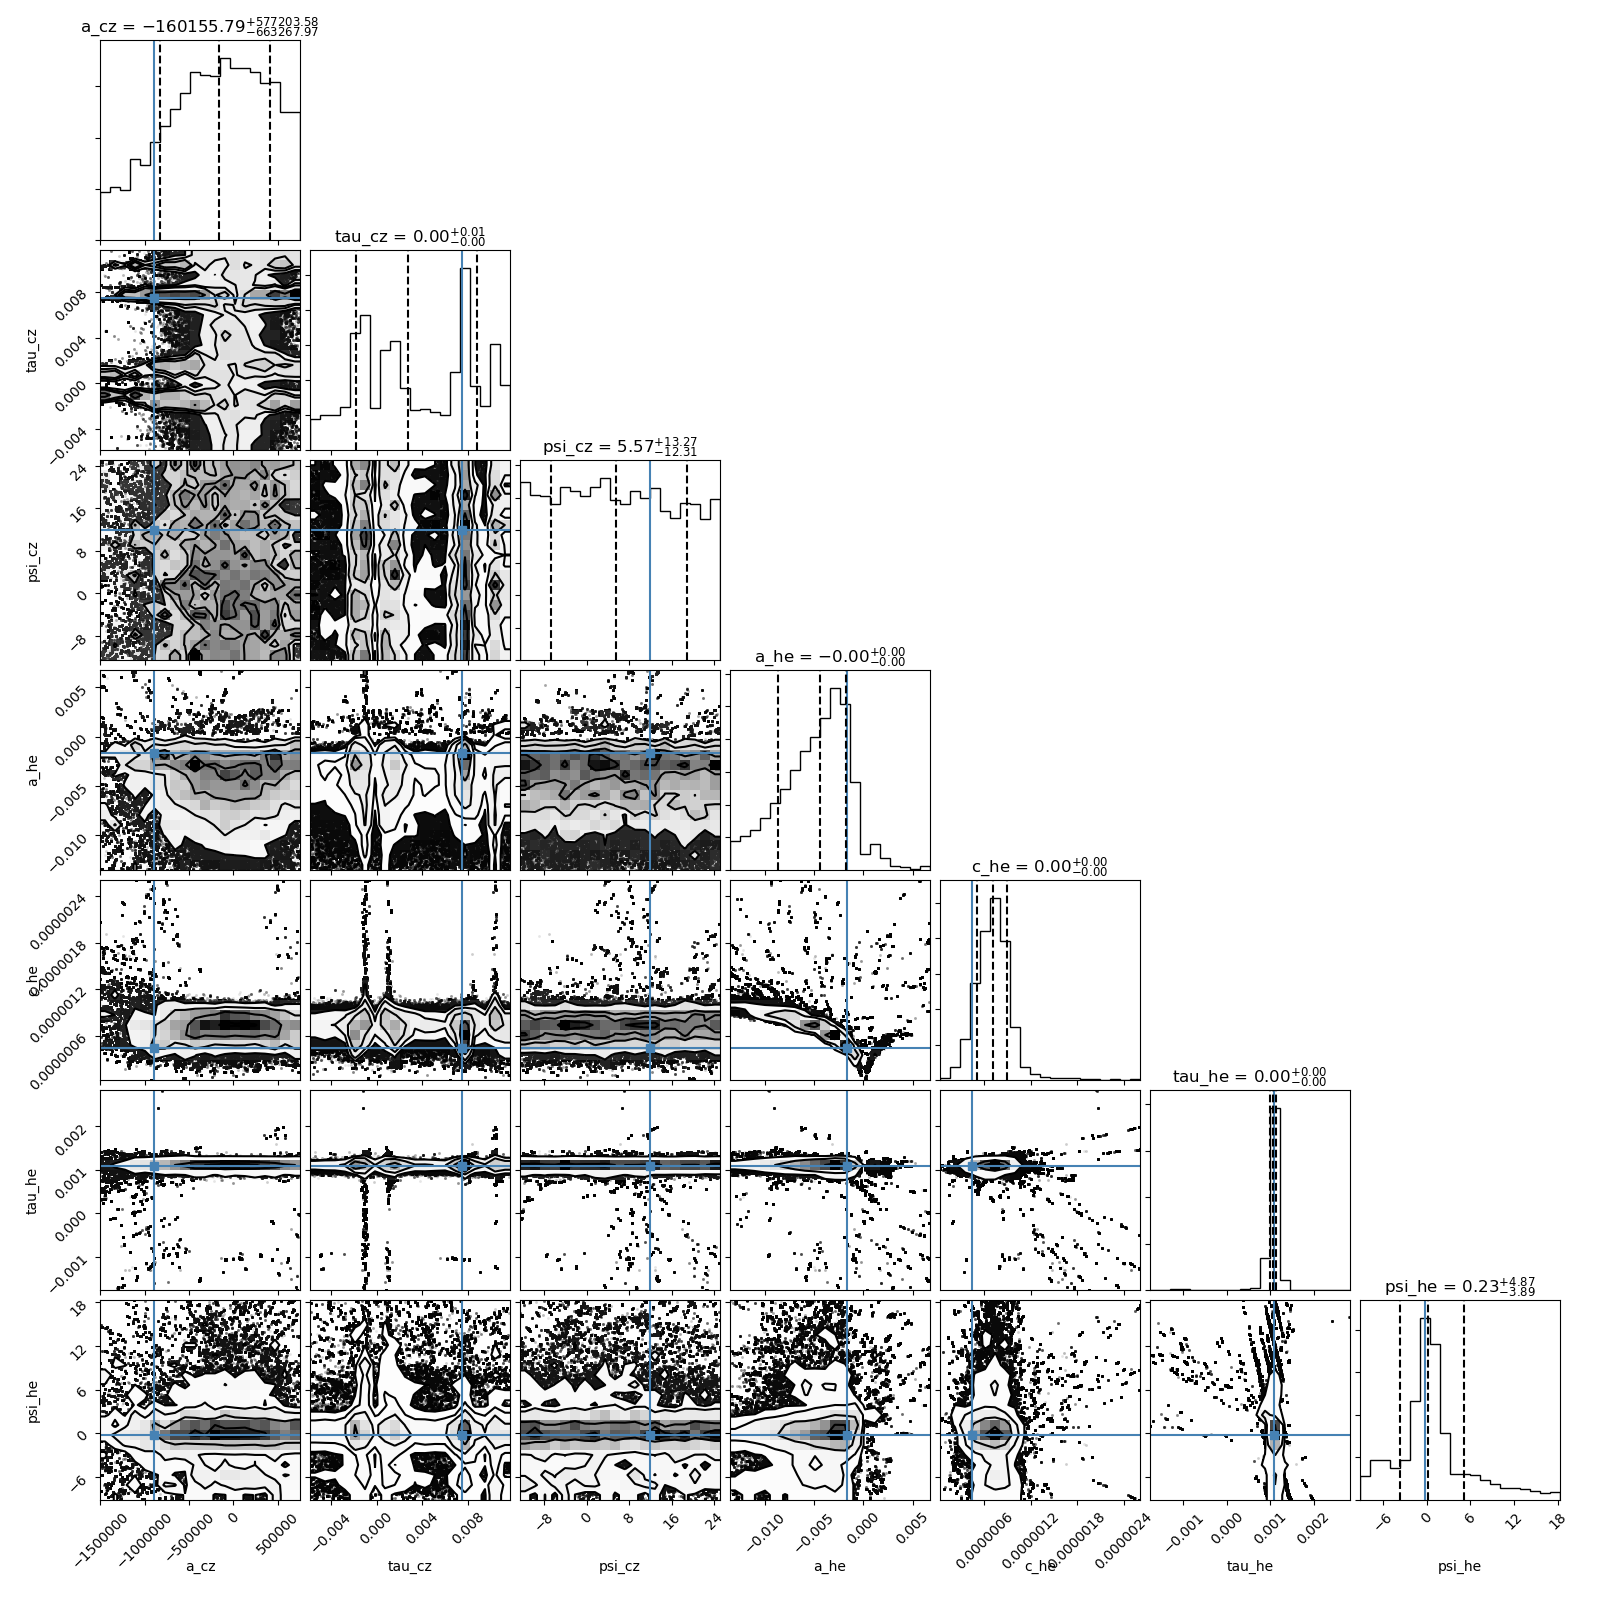 a_cz = −160155.79 +577203.58 −663267.97
tau_cz = 0.00 +0.01 −0.00
psi_cz = 5.57 +13.27 −12.31
a_he = −0.00 +0.00 −0.00
c_he = 0.00 +0.00 −0.00
tau_he = 0.00 +0.00 −0.00
psi_he = 0.23 +4.87 −3.89
tau_cz
0.008
0.004
0.000
−0.004
psi_cz
24
16
8
0
−8
a_he
0.005
0.000
−0.005
−0.010
c_he
0.0000024
0.0000018
0.0000012
0.0000006
tau_he
0.002
0.001
0.000
−0.001
psi_he
18
12
6
0
−6
−1500000 −1000000 −500000 0 500000
a_cz
−0.004 0.000 0.004 0.008
tau_cz
−8 0 8 16 24
psi_cz
−0.010 −0.005 0.000 0.005
a_he
0.0000006 0.0000012 0.0000018 0.0000024
c_he
−0.001 0.000 0.001 0.002
tau_he
−6 0 6 12 18
psi_he